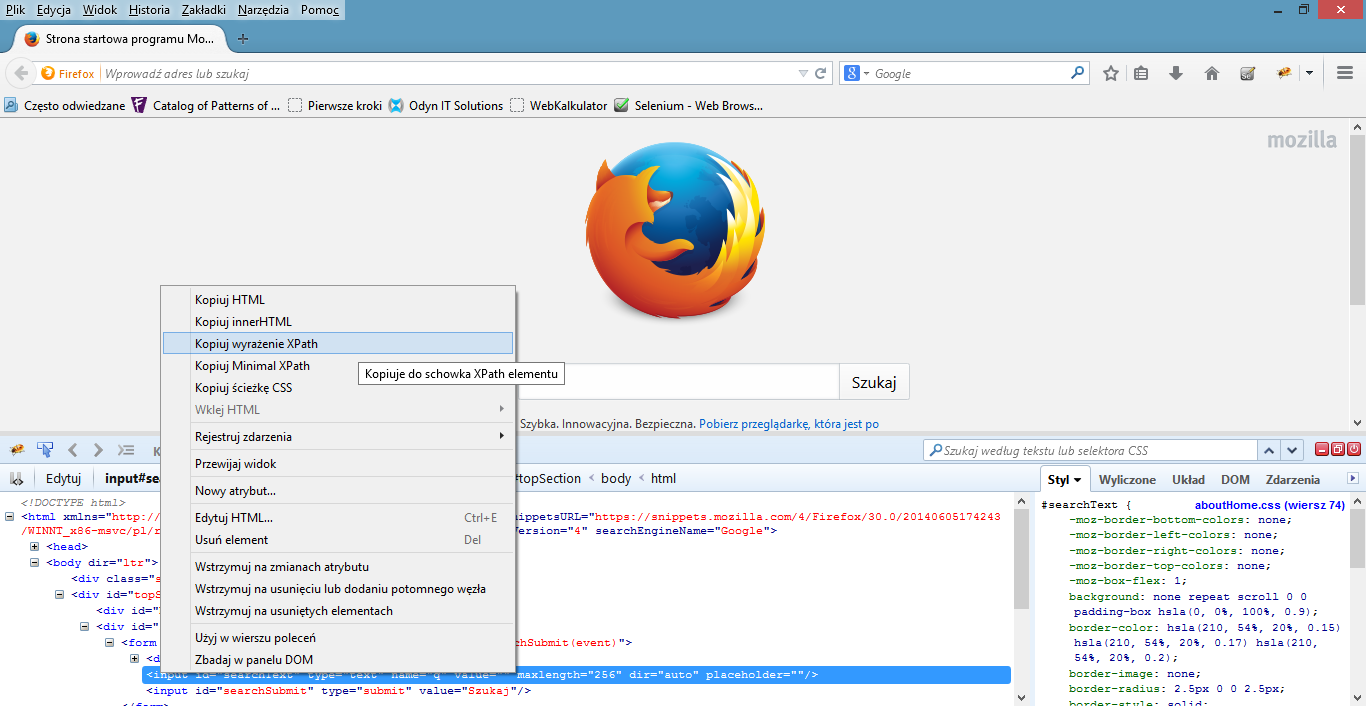 Plik Edycja Widok Historia Zakładki Narzędzia Pomoc
Strona startowa programu Mo...
Firefox Wprowadź adres lub szukaj
Google
Często odwiedzane Catalog of Patterns of ... Pierwsze kroki Odyn IT Solutions WebKalkulator Selenium - Web Brows...
mozilla
Kopiuj HTML
Kopiuj innerHTML
Kopiuj wyrażenie XPath
Kopiuj Minimal XPath
Kopiuje do schowka XPath elementu
Kopiuj ścieżkę CSS
Wklej HTML
Rejestruj zdarzenia
Przewijaj widok
Nowy atrybut...
Edytuj HTML... Ctrl+E
Usuń element Del
Wstrzymuj na zmianach atrybutu
Wstrzymuj na usunięciu lub dodaniu potomnego węzła
Wstrzymuj na usuniętych elementach
Użyj w wierszu poleceń
Zbadaj w panelu DOM
Szukaj
Szybka. Innowacyjna. Bezpieczna. Pobierz przeglądarkę, która jest po
K
Szukaj według tekstu lub selektora CSS
Edytuj input#sea #topSection < body < html
Styl Wyliczone Układ DOM Zdarzenia
<!DOCTYPE html>
<html xmlns="http:/ nippetsURL="https://snippets.mozilla.com/4/Firefox/30.0/20140605174243
/WINNT_x86-msvc/pl/r ersion="4" searchEngineName="Google">
<head>
<body dir="ltr">
<div class="s
<div id="topS
<div id="
<div id="
<form chSubmit(event)">
<d
<input id="searchText" type="text" name="q" value="" maxlength="256" dir="auto" placeholder=""/>
<input id="searchSubmit" type="submit" value="Szukaj"/>
</form>
#searchText { aboutHome.css (wiersz 74)
-moz-border-bottom-colors: none;
-moz-border-left-colors: none;
-moz-border-right-colors: none;
-moz-border-top-colors: none;
-moz-box-flex: 1;
background: none repeat scroll 0 0
padding-box hsla(0, 0%, 100%, 0.9);
border-color: hsla(210, 54%, 20%, 0.15)
hsla(210, 54%, 20%, 0.17) hsla(210,
54%, 20%, 0.2);
border-image: none;
border-radius: 2.5px 0 0 2.5px;
border-style: solid;